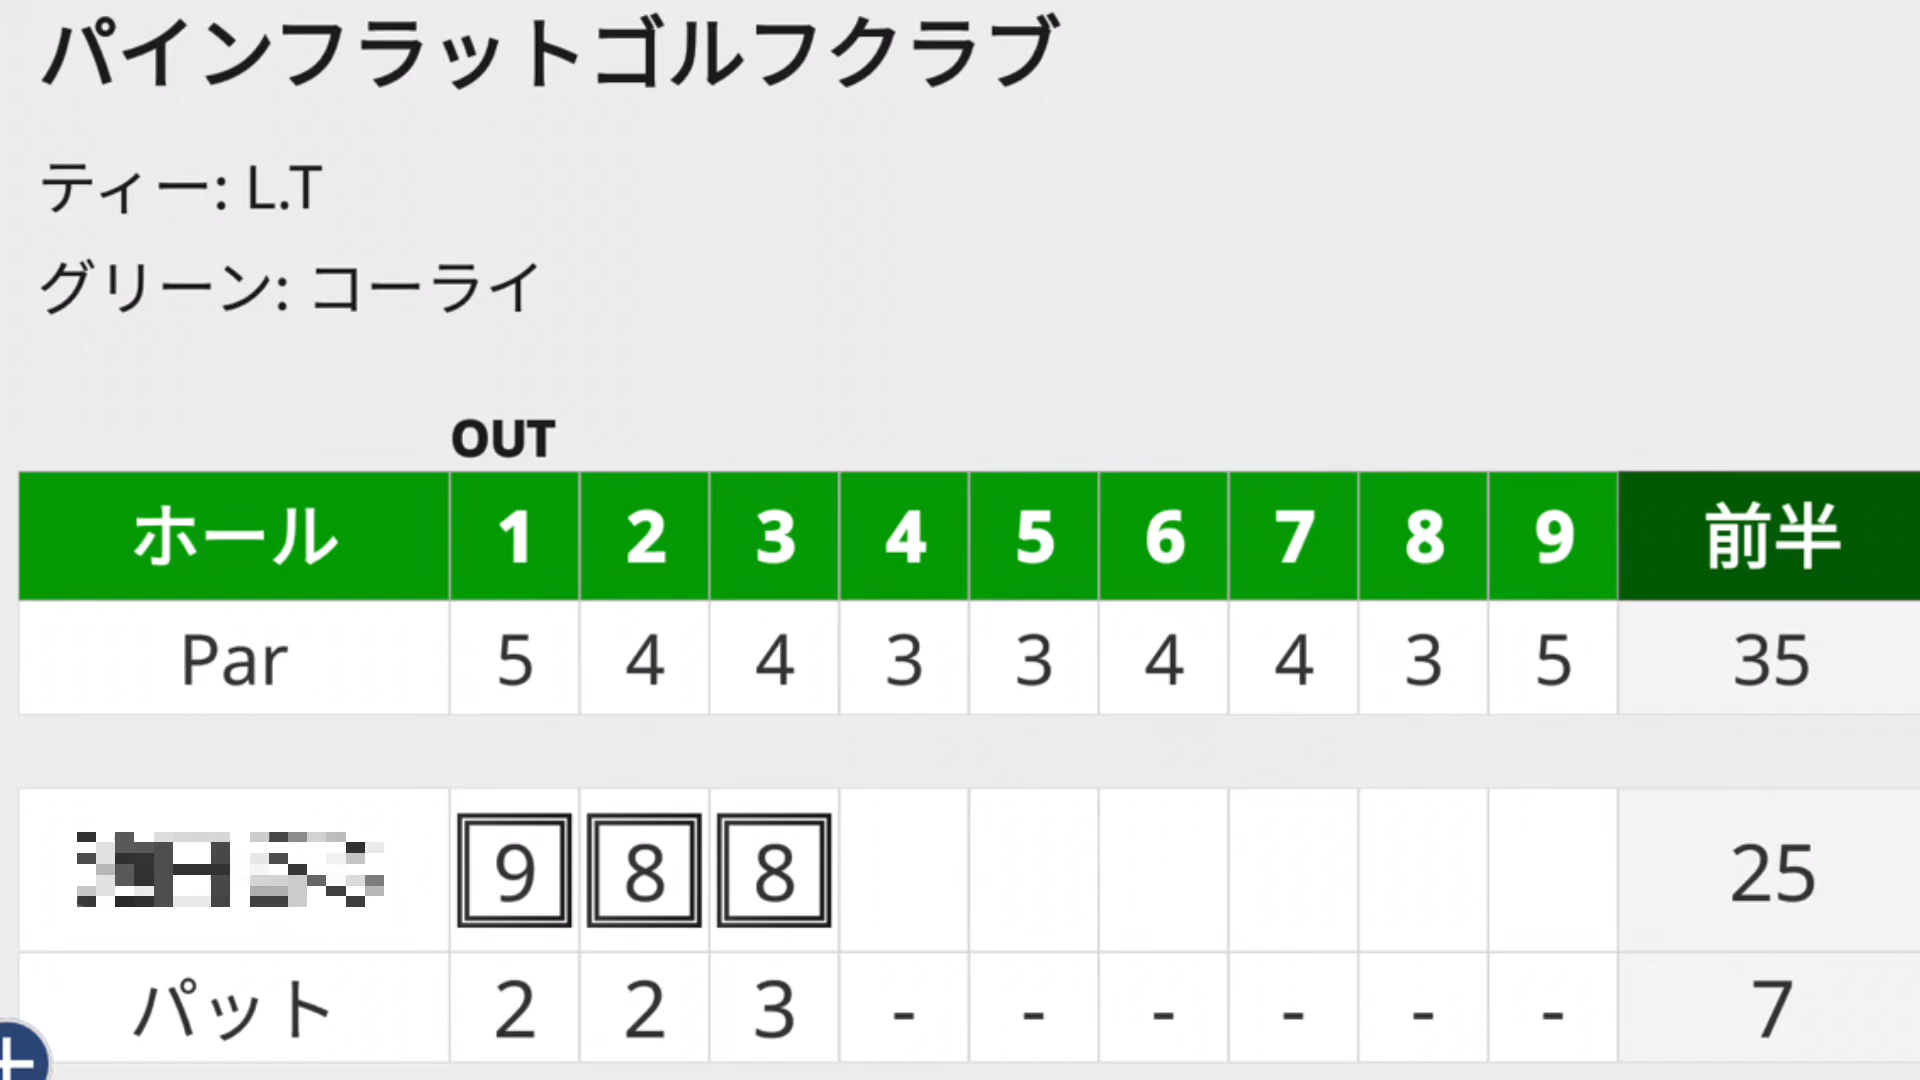 パインフラットゴルフクラブ
ティー: L.T
グリーン: コーライ
OUT
ホール 1 2 3 4 5 6 7 8 9 前半
Par 5 4 4 3 3 4 4 3 5 35
9 8 8 25
パット 2 2 3 - - - - - - 7